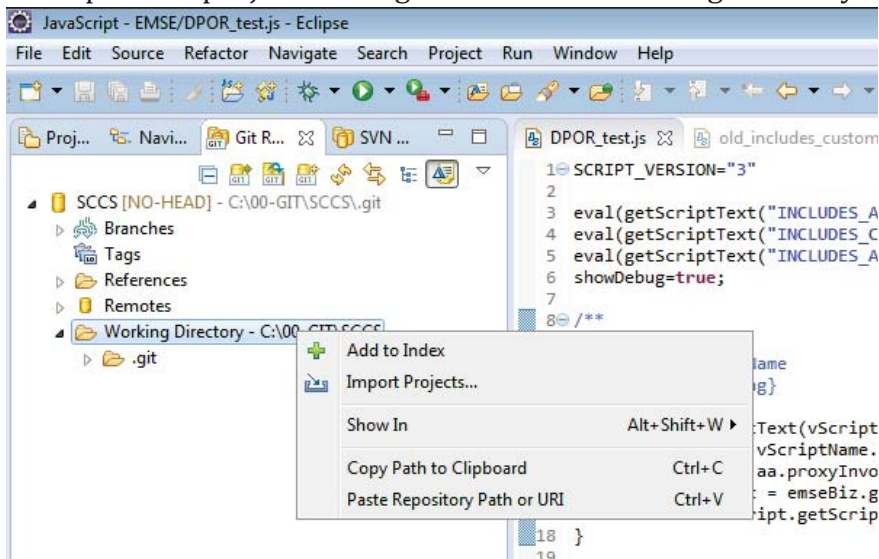 JavaScript - EMSE/DPOR_test.js - Eclipse
File Edit Source Refactor Navigate Search Project Run Window Help
Proj... Navi... Git R... SVN ...
DPOR_test.js old_includes_custom
SCCS [NO-HEAD] - C:\00-GIT\SCCS\.git
Branches
Tags
References
Remotes
Working Directory - C:\00-GIT\SCCS
.git
Add to Index
Import Projects...
Show In Alt+Shift+W
Copy Path to Clipboard Ctrl+C
Paste Repository Path or URI Ctrl+V
1 SCRIPT_VERSION="3"
2
3 eval(getScriptText("INCLUDES_A
4 eval(getScriptText("INCLUDES_C
5 eval(getScriptText("INCLUDES_A
6 showDebug=true;
7
8 /**
Name
g}
Text(vScript
vScriptName.
aa.proxyInvo
= emseBiz.g
ipt.getScrip
18 }
19